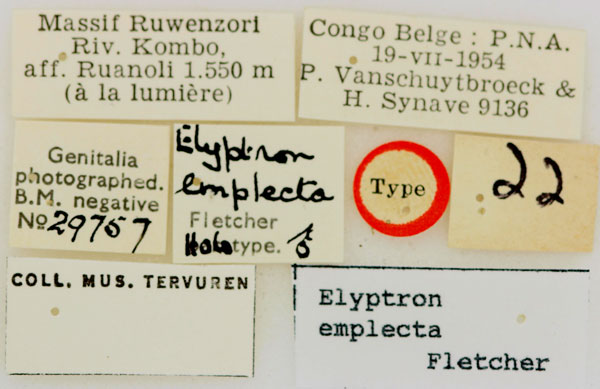 Massif Ruwenzori
Riv. Kombo,
aff. Ruanoli 1.550 m
(à la lumière)
Congo Belge : P.N.A.
19-VII-1954
P. Vanschuytbroeck &
H. Synave 9136
Genitalia
photographed.
B.M. negative
No 29757
Elyptron
emplecta
Fletcher
Holotype. ♂
Type
22
COLL. MUS. TERVUREN
Elyptron
emplecta
Fletcher